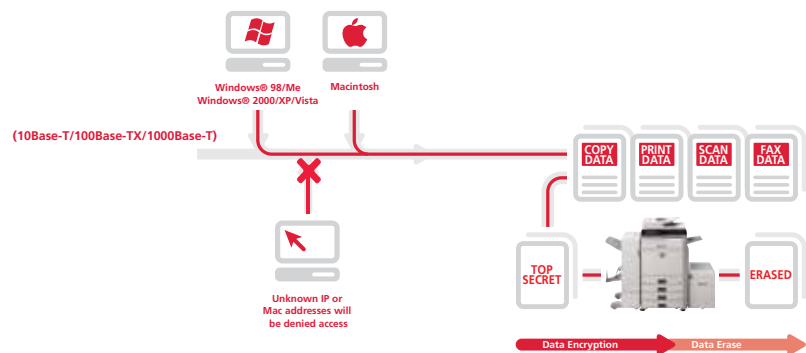 Windows® 98/Me
Windows® 2000/XP/Vista
Macintosh
(10Base-T/100Base-TX/1000Base-T)
COPY
DATA
PRINT
DATA
SCAN
DATA
FAX
DATA
TOP
SECRET
ERASED
Unknown IP or
Mac addresses will
be denied access
Data Encryption
Data Erase